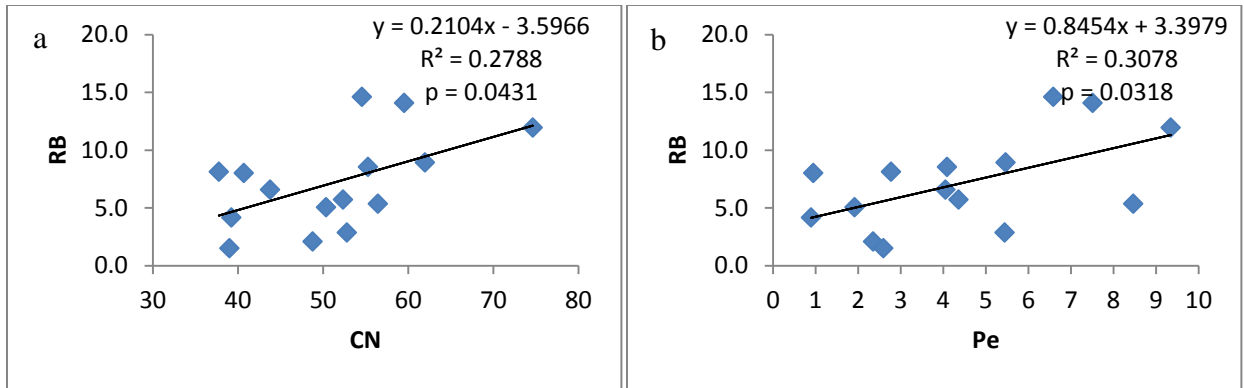 a
y = 0.2104x - 3.5966
R² = 0.2788
p = 0.0431
20.0
15.0
10.0
5.0
0.0
RB
30 40 50 60 70 80
CN
b
y = 0.8454x + 3.3979
R² = 0.3078
p = 0.0318
20.0
15.0
10.0
5.0
0.0
RB
0 1 2 3 4 5 6 7 8 9 10
Pe